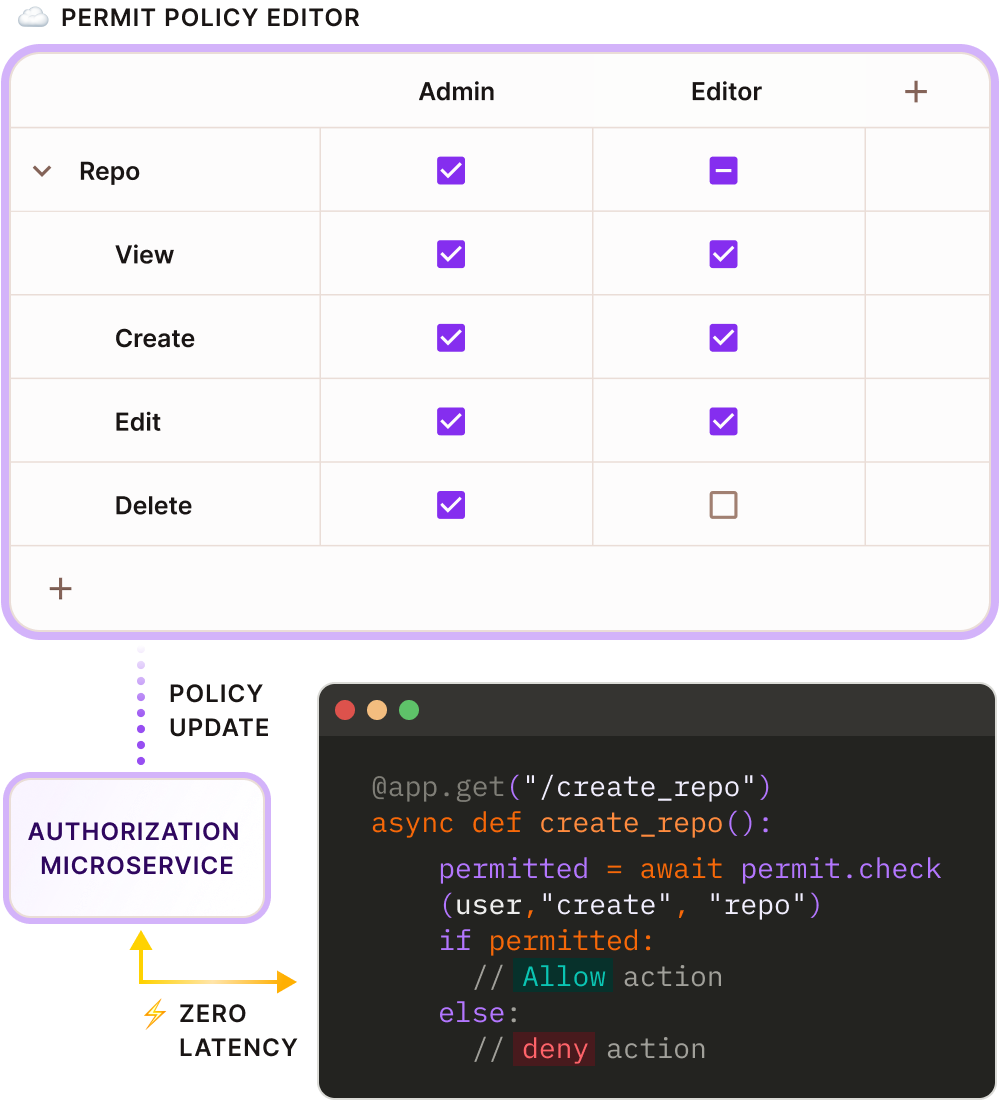 PERMIT POLICY EDITOR
Admin Editor +
Repo
View
Create
Edit
Delete
+
POLICY
UPDATE
AUTHORIZATION
MICROSERVICE
ZERO
LATENCY
@app.get("/create_repo")
async def create_repo():
permitted = await permit.check
(user,"create", "repo")
if permitted:
// Allow action
else:
// deny action